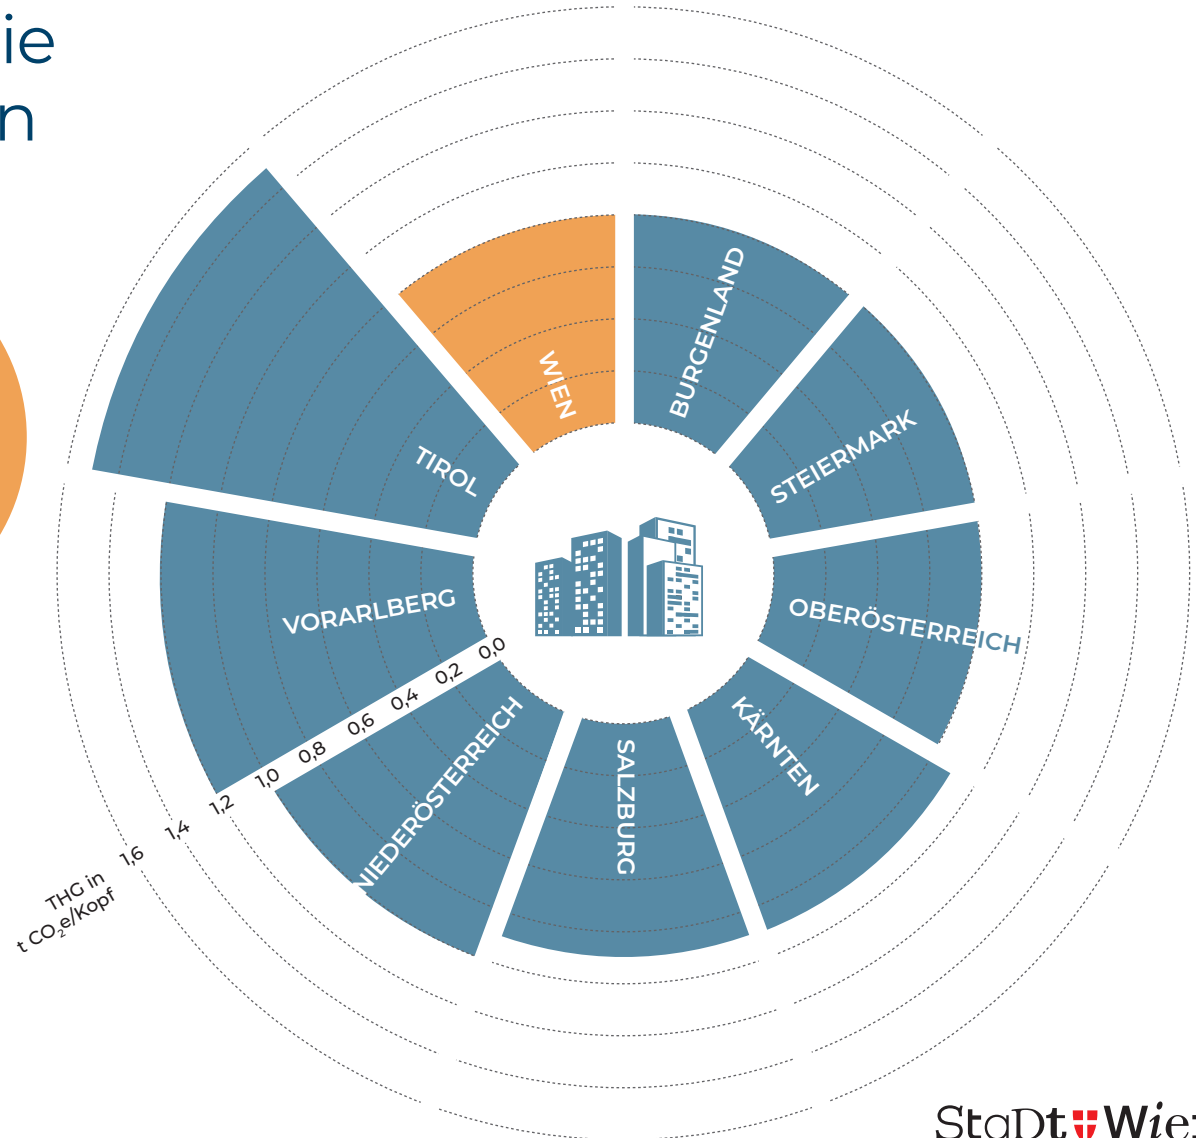 ie
n
WIEN
BURGENLAND
STEIERMARK
OBERÖSTERREICH
KÄRNTEN
SALZBURG
NIEDERÖSTERREICH
VORARLBERG
TIROL
0,0
0,2
0,4
0,6
0,8
1,0
1,2
1,4
1,6
THG in
t CO₂e/Kopf
StaDt Wie